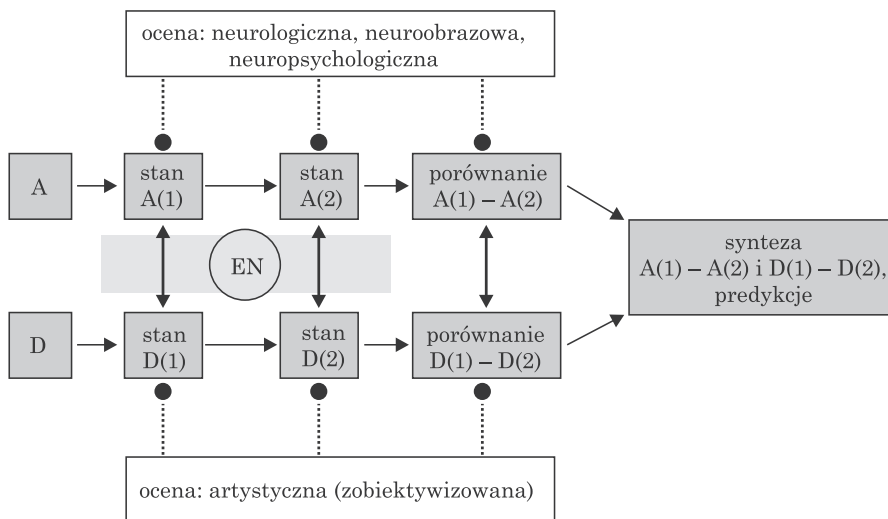 ocena: neurologiczna, neuroobrazowa,
neuropsychologiczna
A
stan
A(1)
stan
A(2)
porównanie
A(1) – A(2)
EN
synteza
A(1) – A(2) i D(1) – D(2),
predykcje
D
stan
D(1)
stan
D(2)
porównanie
D(1) – D(2)
ocena: artystyczna (zobiektywizowana)